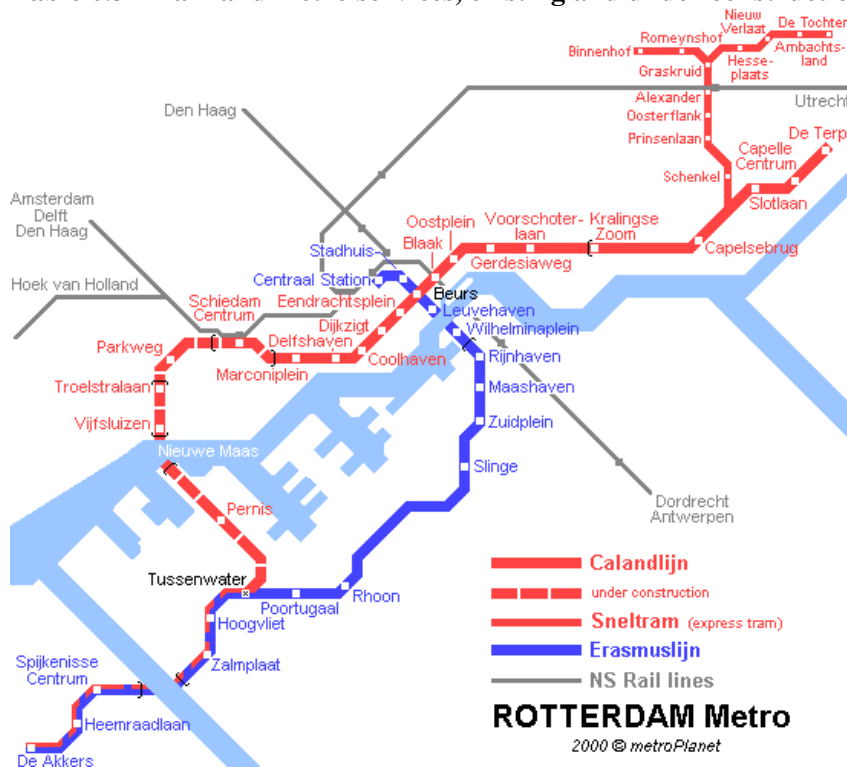 Romeynshof
Nieuw
Verlaat
De Tochter
Binnenhof
Hesse-
plaats
Ambachts-
land
Graskruid
Alexander
Utrecht
Oosterflank
Prinsenlaan
De Terp
Capelle
Centrum
Schenkel
Slotlaan
Den Haag
Amsterdam
Delft
Den Haag
Oostplein
Voorschoter-
laan
Kralingse
Zoom
Stadhuis-
Blaak
Gerdesiaweg
Capelsebrug
Hoek van Holland
Centraal Station
Beurs
Schiedam
Centrum
Eendrachtsplein
Leuvehaven
Dijkzigt
Wilhelminaplein
Parkweg
Delfshaven
Coolhaven
Rijnhaven
Marconiplein
Troelstralaan
Maashaven
Vijfsluizen
Zuidplein
Nieuwe Maas
Slinge
Pernis
Dordrecht
Antwerpen
Tussenwater
Poortugaal
Rhoon
Hoogvliet
Zalmplaat
Spijkenisse
Centrum
Heemraadlaan
De Akkers
Calandlijn
under construction
Sneltram (express tram)
Erasmuslijn
NS Rail lines
ROTTERDAM Metro
2000 © metroPlanet